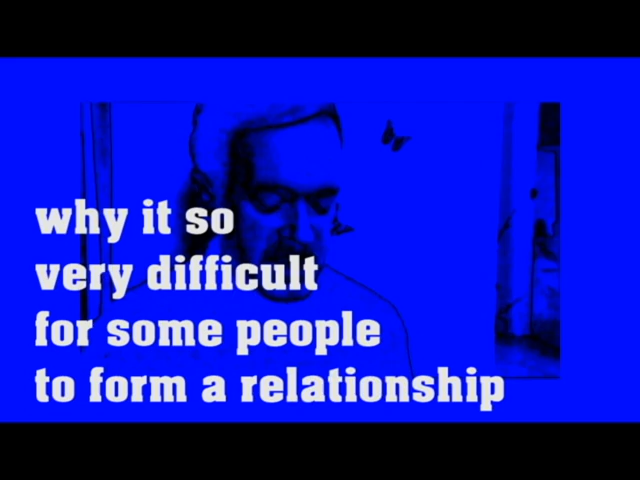 why it so
very difficult
for some people
to form a relationship